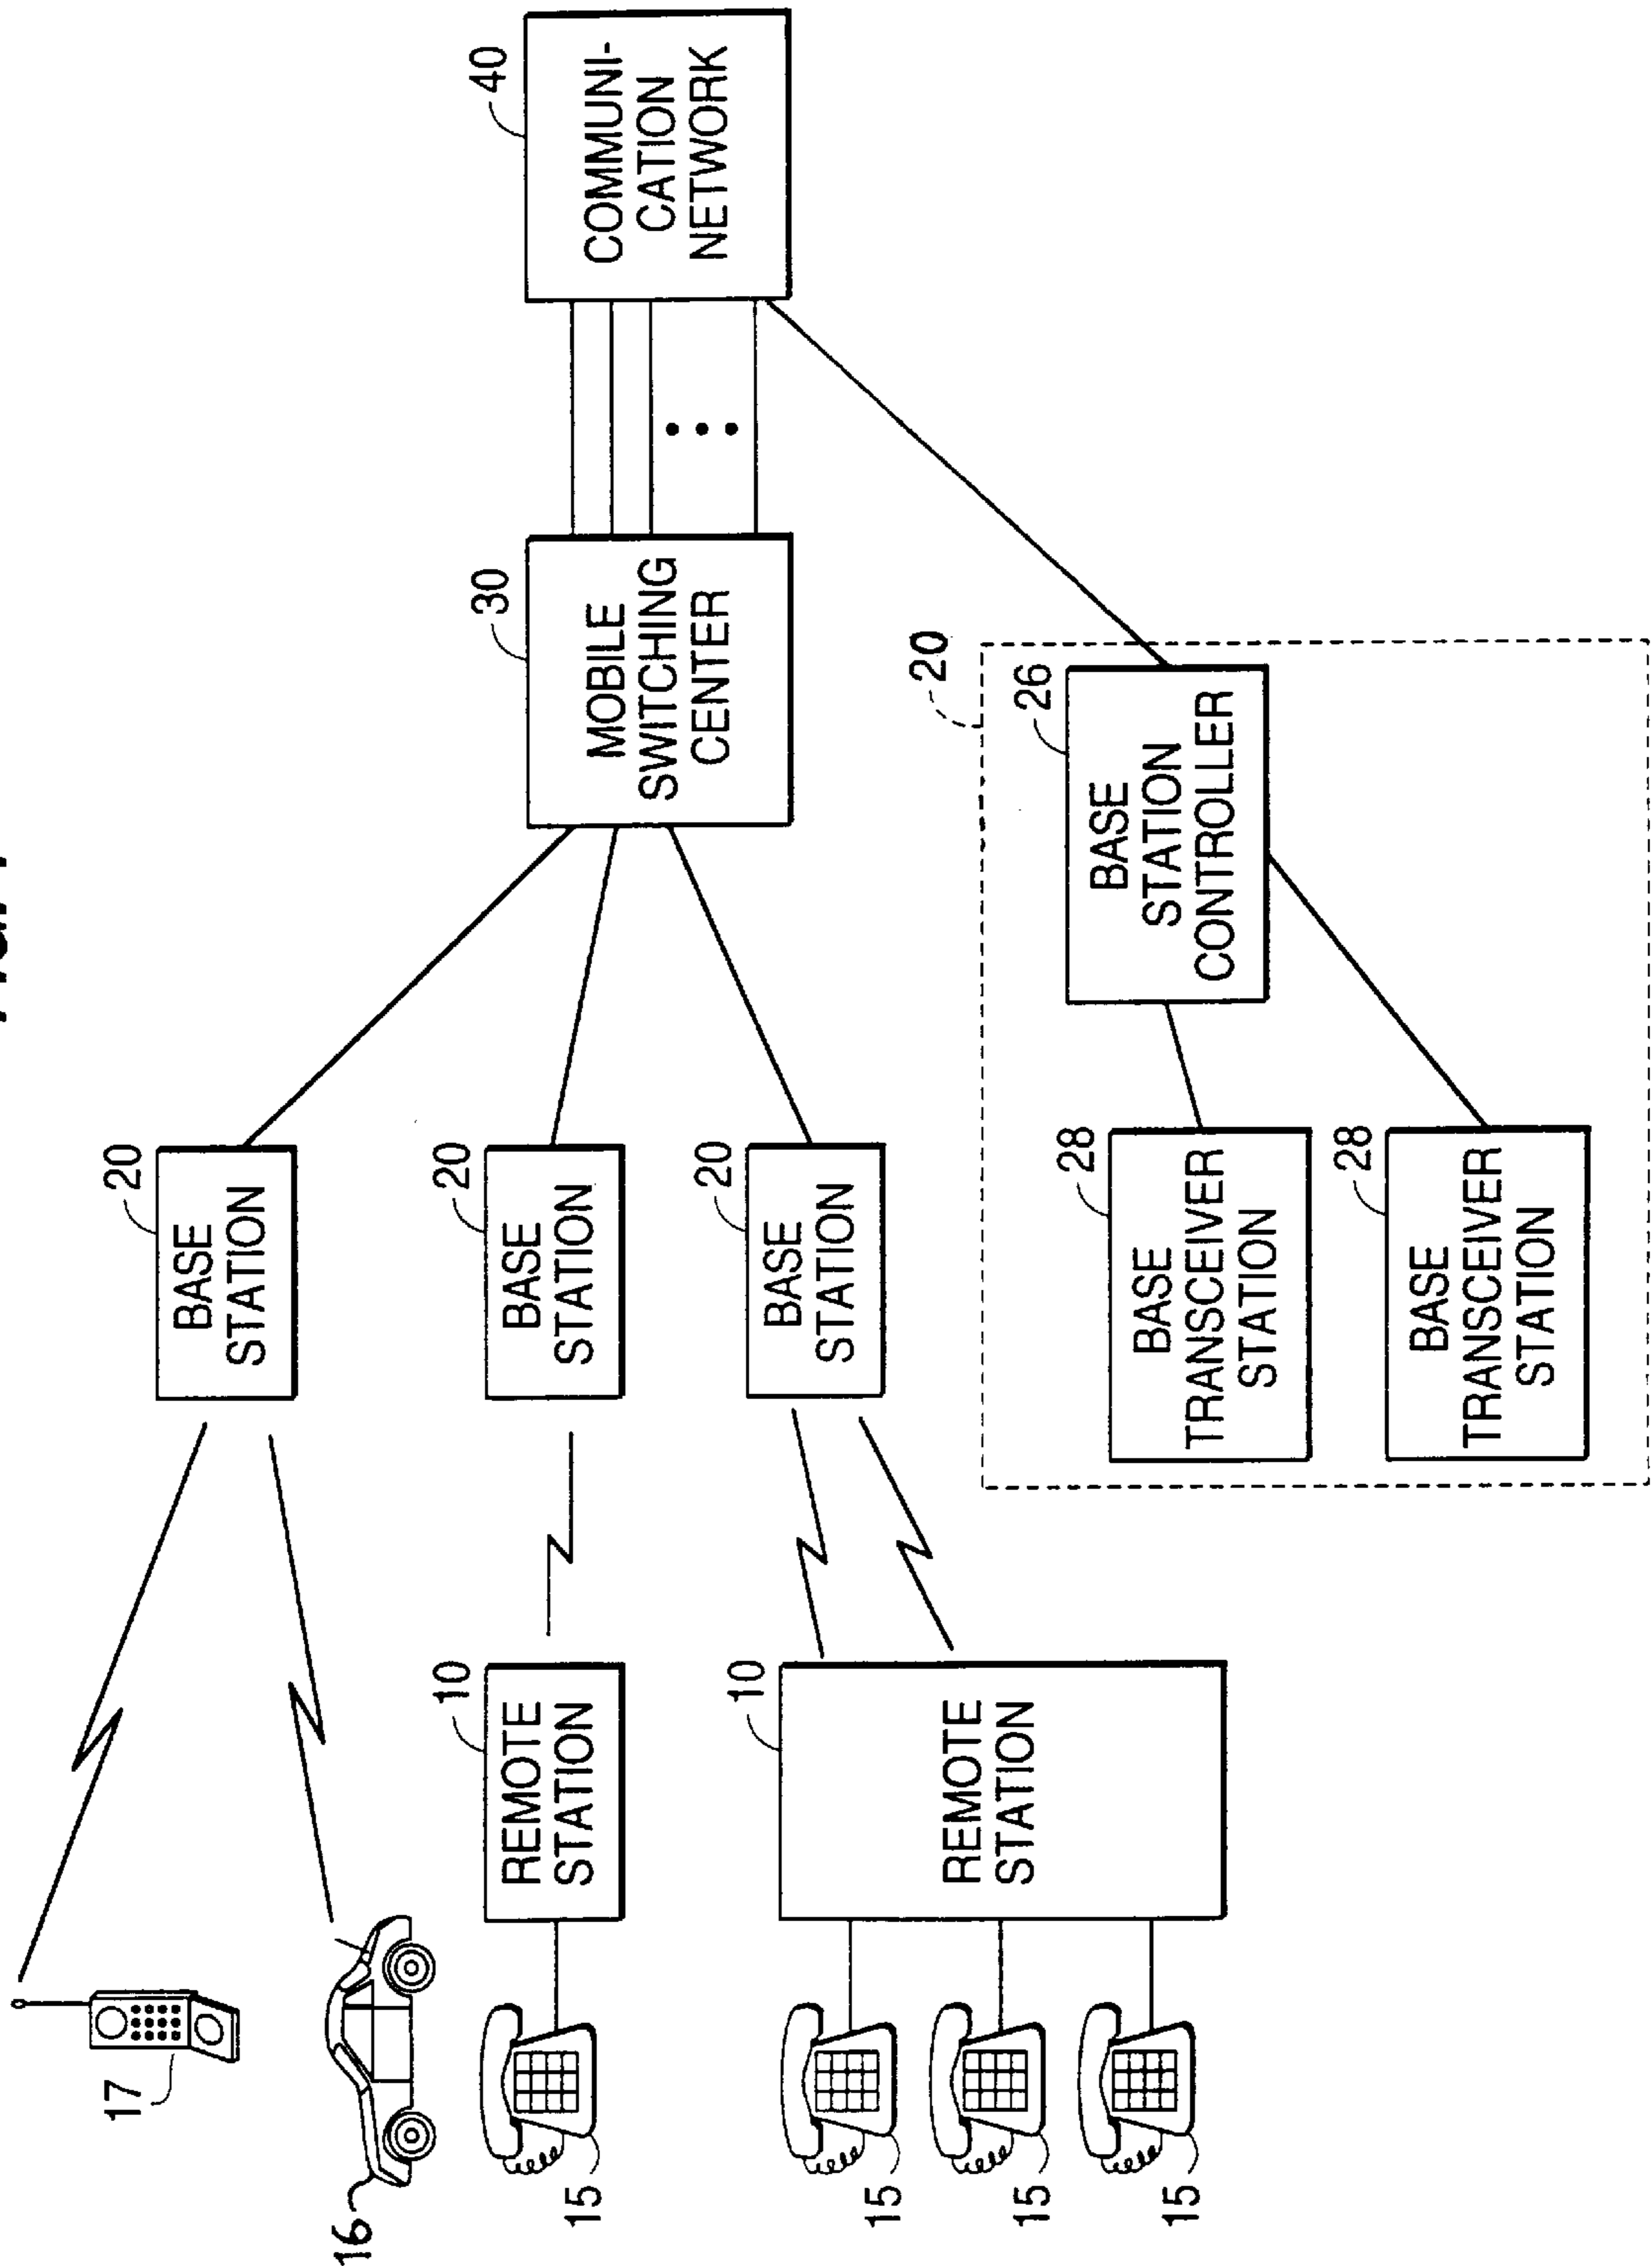 40
COMMUNI-
CATION
NETWORK
30
MOBILE
SWITCHING
CENTER
20
BASE
STATION
20
BASE
STATION
20
BASE
STATION
20
26
BASE
STATION
CONTROLLER
28
BASE
TRANSCEIVER
STATION
28
BASE
TRANSCEIVER
STATION
10
REMOTE
STATION
10
REMOTE
STATION
17
16
15
15
15
15